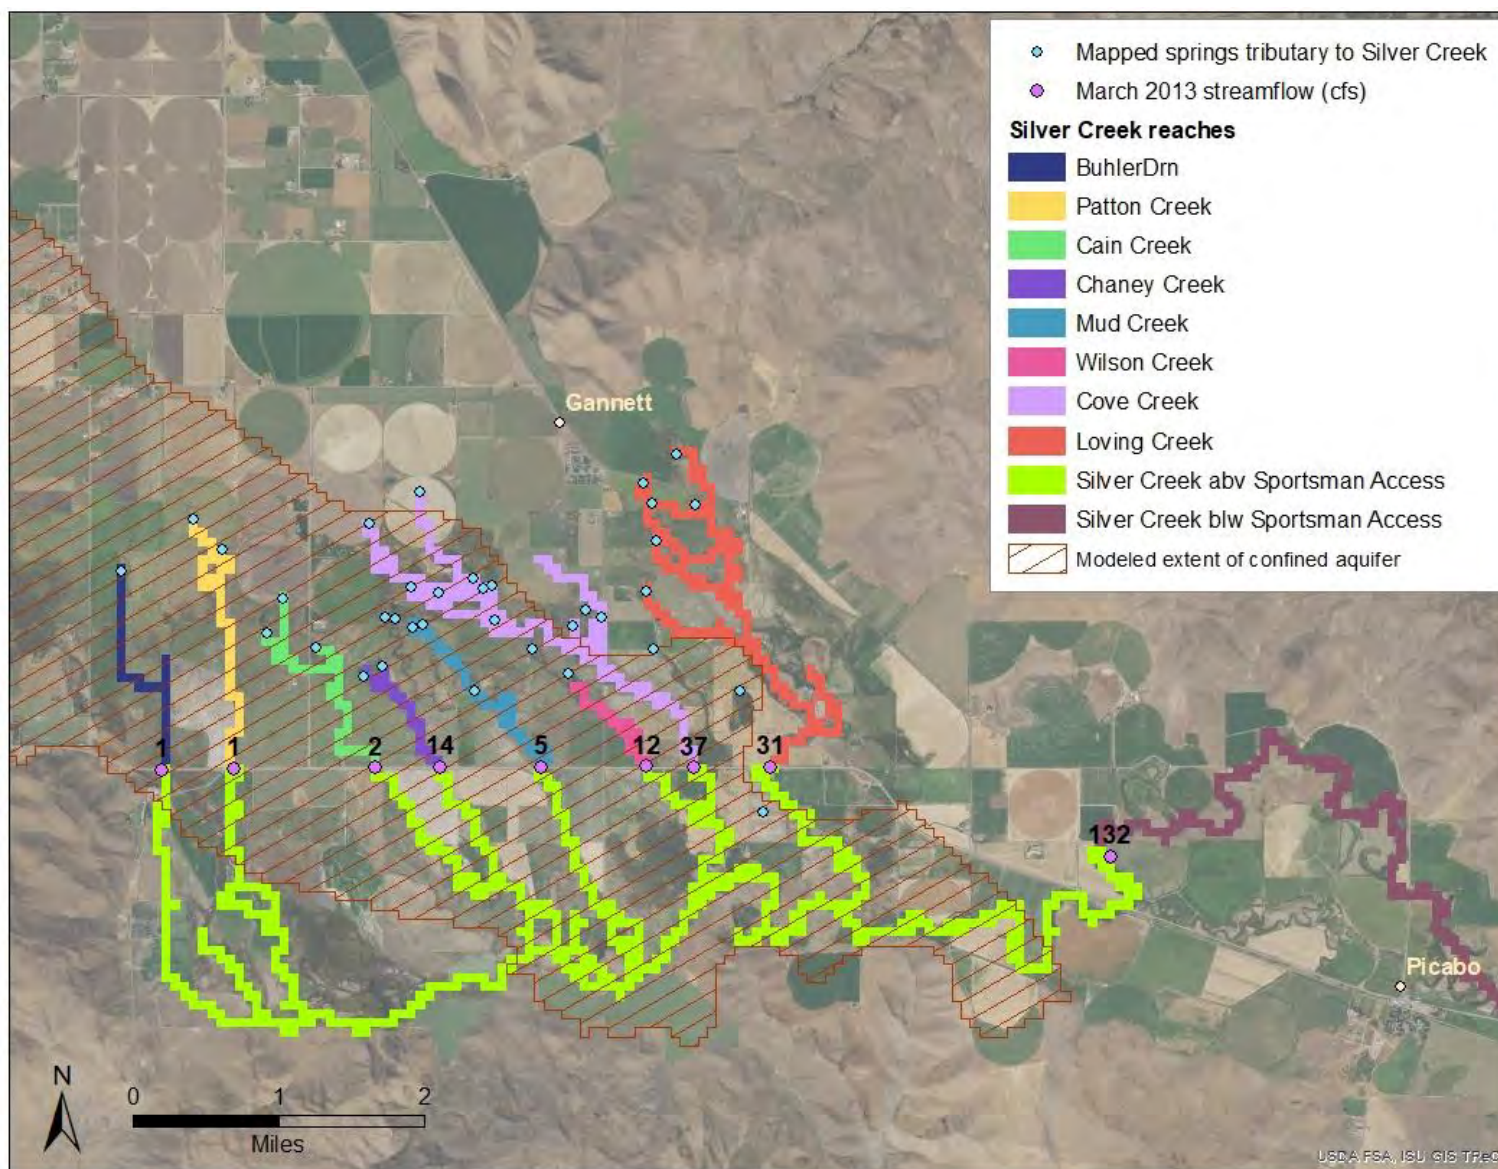 Mapped springs tributary to Silver Creek
March 2013 streamflow (cfs)
Silver Creek reaches
BuhlerDrn
Patton Creek
Cain Creek
Chaney Creek
Mud Creek
Wilson Creek
Cove Creek
Loving Creek
Silver Creek abv Sportsman Access
Silver Creek blw Sportsman Access
Modeled extent of confined aquifer
Gannett
1 1 2 14 5 12 37 31
132
Picabo
N
0 1 2
Miles
USDA FSA, ISU GIS TReC